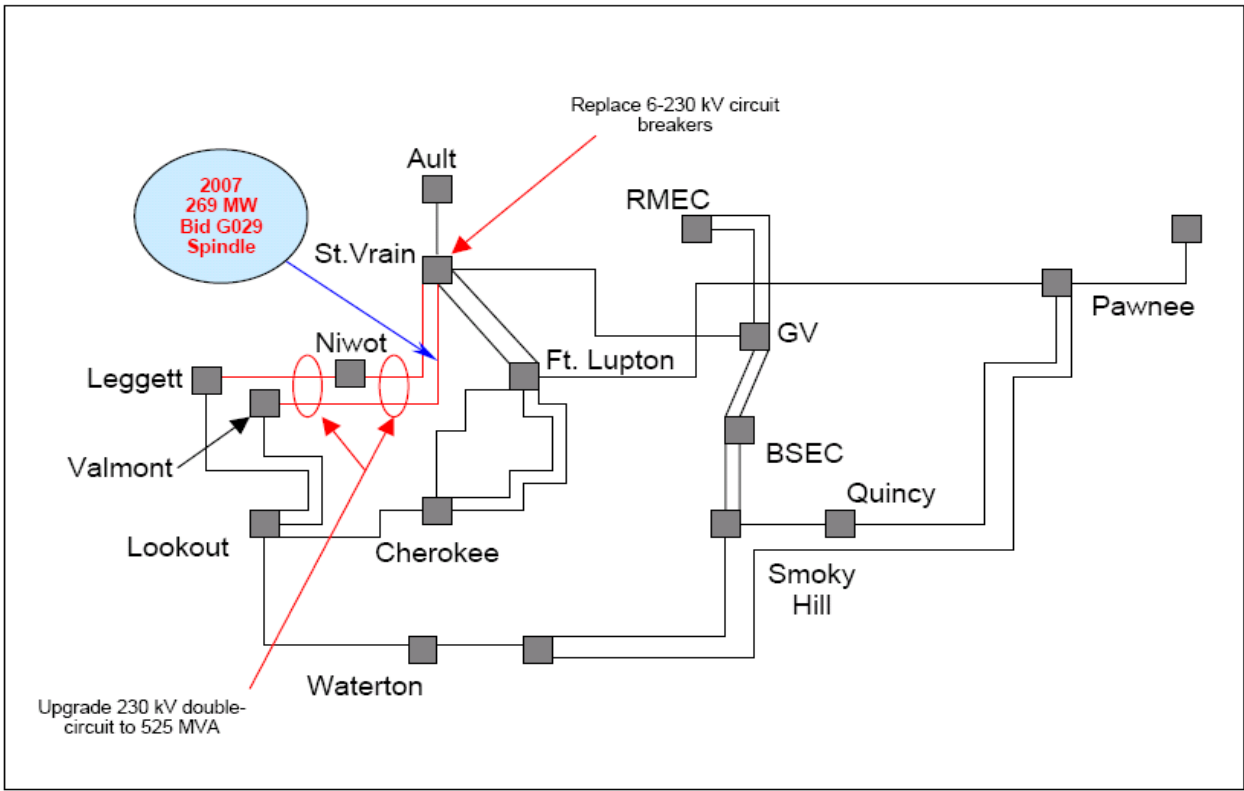 Replace 6-230 kV circuit
breakers
Ault
2007
269 MW
Bid G029
Spindle
RMEC
St.Vrain
Pawnee
GV
Niwot
Ft. Lupton
Leggett
BSEC
Valmont
Quincy
Lookout
Cherokee
Smoky
Hill
Waterton
Upgrade 230 kV double-
circuit to 525 MVA